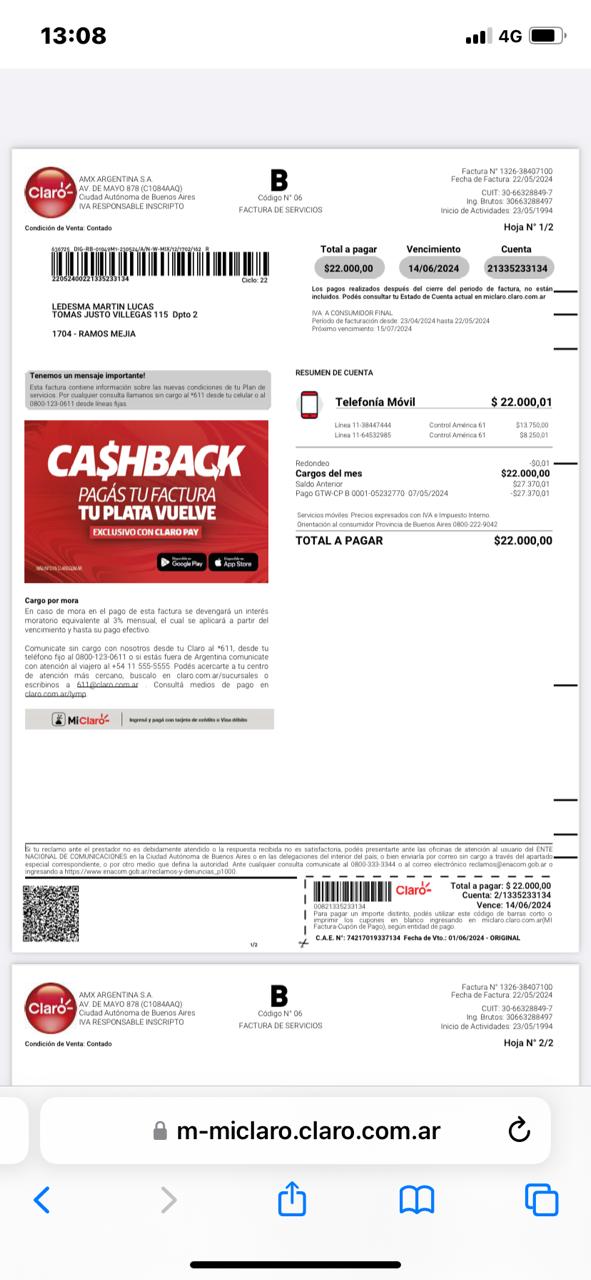 13:08
4G
Claro
AMX ARGENTINA S.A.
AV. DE MAYO 878 (C1084AAQ)
Ciudad Autónoma de Buenos Aires
IVA RESPONSABLE INSCRIPTO
Condición de Venta: Contado
B
Código N° 06
FACTURA DE SERVICIOS
Factura N° 1326-38407100
Fecha de Factura: 22/05/2024
CUIT: 30-66328849-7
Ing. Brutos: 30663288497
Inicio de Actividades: 23/05/1994
Hoja N° 1/2
22052400221335233134
Ciclo: 22
LEDESMA MARTIN LUCAS
TOMAS JUSTO VILLEGAS 115 Dpto 2
1704 - RAMOS MEJIA
Total a pagar
Vencimiento
Cuenta
$22.000,00
14/06/2024
21335233134
Los pagos realizados después del cierre del periodo de factura, no están
incluidos. Podés consultar tu Estado de Cuenta actual en miclaro.claro.com.ar
IVA A CONSUMIDOR FINAL
Período de facturación desde: 23/04/2024 hasta 22/05/2024
Próximo vencimiento: 15/07/2024
Tenemos un mensaje importante!
Esta factura contiene información sobre las nuevas condiciones de tu Plan de
servicios. Por cualquier consulta llamanos sin cargo al *611 desde tu celular o al
0800-123-0611 desde líneas fijas
CA$HBACK
PAGÁS TU FACTURA
TU PLATA VUELVE
EXCLUSIVO CON CLARO PAY
Google Play
App Store
RESUMEN DE CUENTA
Telefonía Móvil $ 22.000,01
Línea 11-38447444 Control América 61 $13.750,00
Línea 11-64532985 Control América 61 $8.250,01
Redondeo -$0,01
Cargos del mes $22.000,00
Saldo Anterior $27.370,01
Pago GTW-CP B 0001-05232770 07/05/2024 -$27.370,01
Servicios móviles: Precios expresados con IVA e Impuesto Interno.
Orientación al consumidor Provincia de Buenos Aires 0800-222-9042
TOTAL A PAGAR $22.000,00
Cargo por mora
En caso de mora en el pago de esta factura se devengará un interés
moratorio equivalente al 3% mensual, el cual se aplicará a partir del
vencimiento y hasta su pago efectivo.
Comunicate sin cargo con nosotros desde tu Claro al *611, desde tu
teléfono fijo al 0800-123-0611 o si estás fuera de Argentina comunicate
con atención al viajero al +54 11 555-5555. Podés acercarte a tu centro
de atención más cercano, buscalo en claro.com.ar/sucursales o
escribinos a 611@claro.com.ar . Consultá medios de pago en
claro.com.ar/lymp
MiClaro
Ingresá y pagá con tarjeta de crédito o Visa débito
Si tu reclamo ante el prestador no es debidamente atendido o la respuesta recibida no es satisfactoria, podés presentarte ante las oficinas de atención al usuario del ENTE
NACIONAL DE COMUNICACIONES en la Ciudad Autónoma de Buenos Aires o en las delegaciones del interior del país, o bien enviarla por correo sin cargo a través del apartado
especial correspondiente, o por otro medio que defina la autoridad. Ante cualquier consulta comunicate al 0800-333-3344 o al correo electrónico reclamos@enacom.gob.ar o
ingresando a https://www.enacom.gob.ar/reclamos-y-denuncias_p1000.
Claro
00821335233134
Total a pagar: $ 22.000,00
Cuenta: 2/1335233134
Vence: 14/06/2024
Para pagar un importe distinto, podés utilizar este código de barras corto o
imprimir los cupones en blanco ingresando en miclaro.claro.com.ar(MI
Factura-Cupón de Pago), según entidad de pago
C.A.E. N°: 74217019337134 Fecha de Vto.: 01/06/2024 - ORIGINAL
1/2
Claro
AMX ARGENTINA S.A.
AV. DE MAYO 878 (C1084AAQ)
Ciudad Autónoma de Buenos Aires
IVA RESPONSABLE INSCRIPTO
Condición de Venta: Contado
B
Código N° 06
FACTURA DE SERVICIOS
Factura N° 1326-38407100
Fecha de Factura: 22/05/2024
CUIT: 30-66328849-7
Ing. Brutos: 30663288497
Inicio de Actividades: 23/05/1994
Hoja N° 2/2
m-miclaro.claro.com.ar